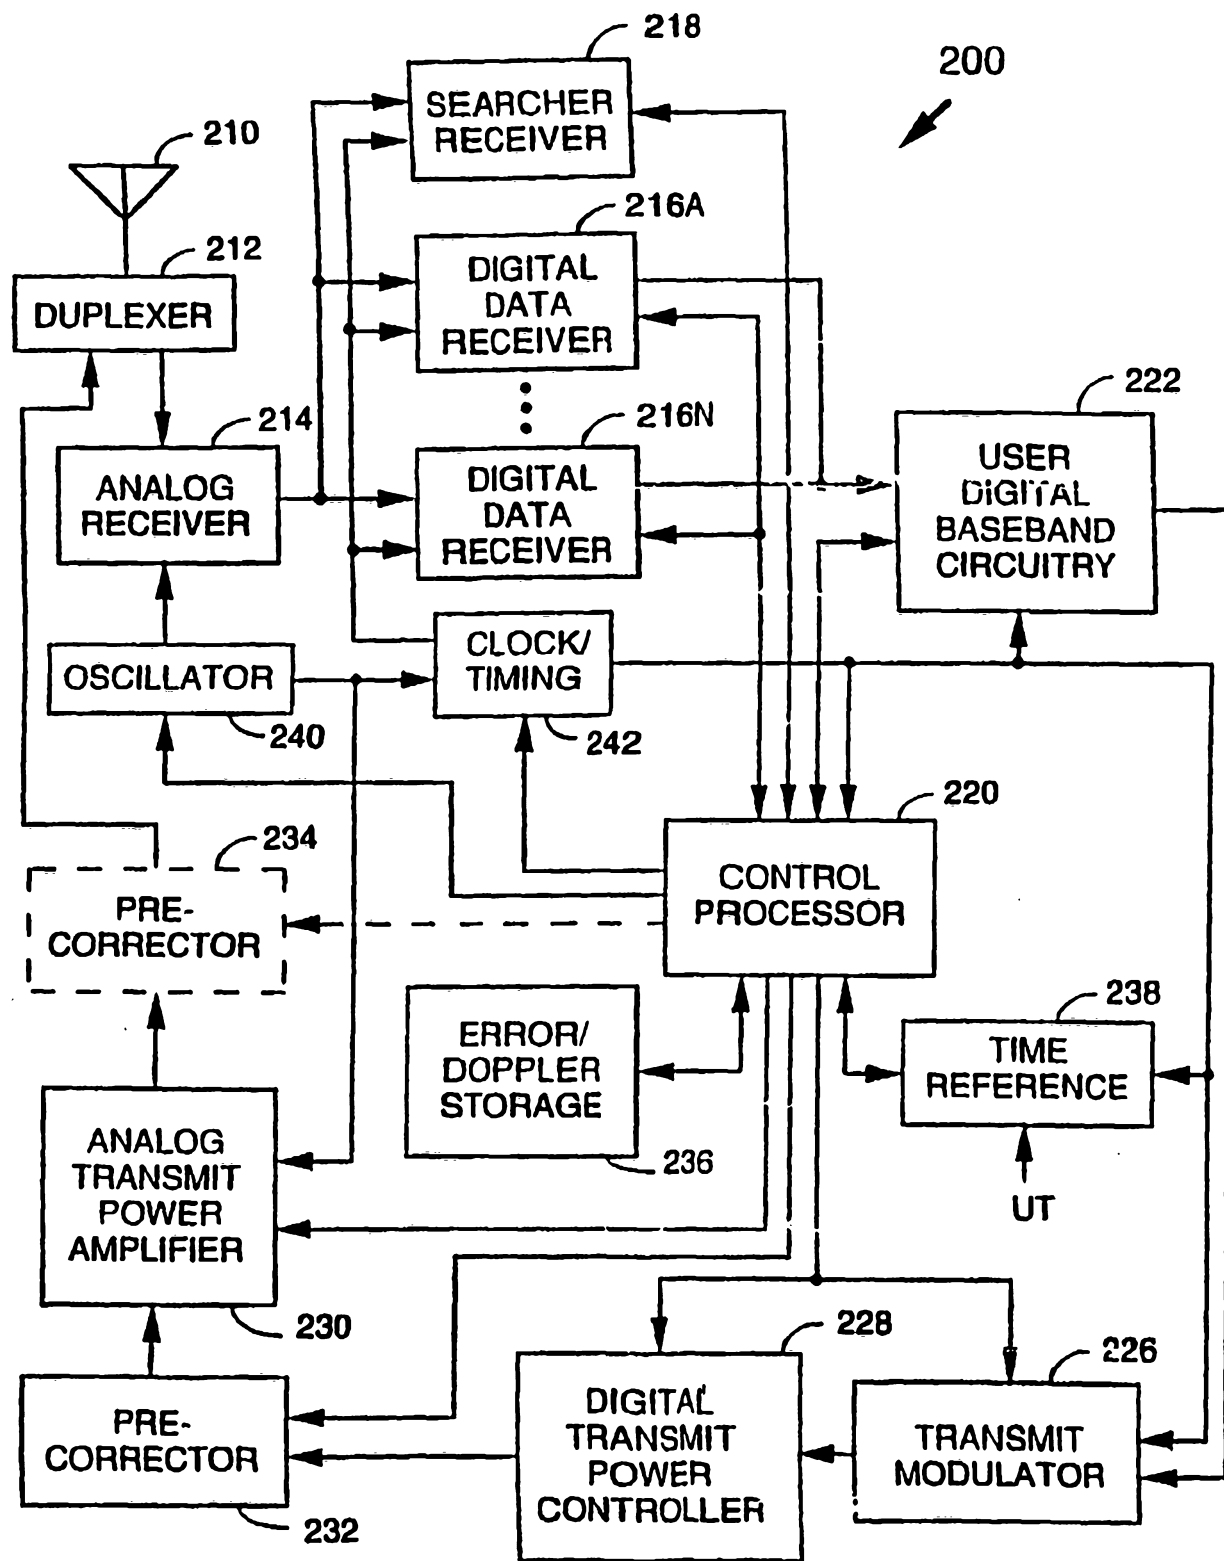 218
200
SEARCHER
RECEIVER
210
216A
212
DIGITAL
DATA
RECEIVER
DUPLEXER
222
214
216N
USER
DIGITAL
BASEBAND
CIRCUITRY
ANALOG
RECEIVER
DIGITAL
DATA
RECEIVER
CLOCK/
TIMING
OSCILLATOR
240
242
220
234
CONTROL
PROCESSOR
PRE-
CORRECTOR
238
ERROR/
DOPPLER
STORAGE
TIME
REFERENCE
ANALOG
TRANSMIT
POWER
AMPLIFIER
236
UT
230
228
226
PRE-
CORRECTOR
DIGITAL
TRANSMIT
POWER
CONTROLLER
TRANSMIT
MODULATOR
232